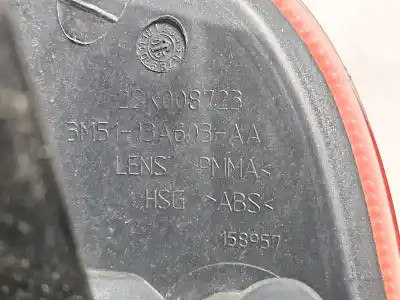 22K008723
3M51-13A603-AA
LENS >PMMA<
HSG >ABS<
158957